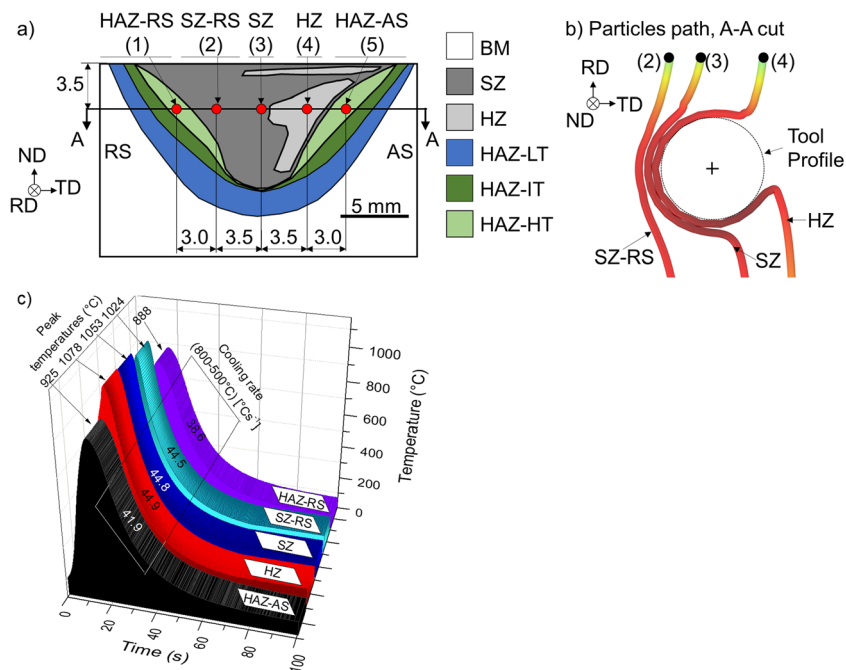 a)
HAZ-RS SZ-RS SZ HZ HAZ-AS
(1) (2) (3) (4) (5)
3.5
A
A
RS
AS
ND
TD
RD
5 mm
3.0 3.5 3.5 3.0
BM
SZ
HZ
HAZ-LT
HAZ-IT
HAZ-HT
b) Particles path, A-A cut
(2) (3) (4)
RD
TD
ND
Tool
Profile
+
HZ
SZ-RS
SZ
c)
Peak
temperatures (°C)
925 1078 1053 1024 888
Cooling rate
(800-500°C) [°Cs⁻¹]
38.6
44.5
44.8
44.9
41.9
HAZ-RS
SZ-RS
SZ
HZ
HAZ-AS
1000
800
600
400
200
0
Temperature (°C)
0 20 40 60 80 100
Time (s)